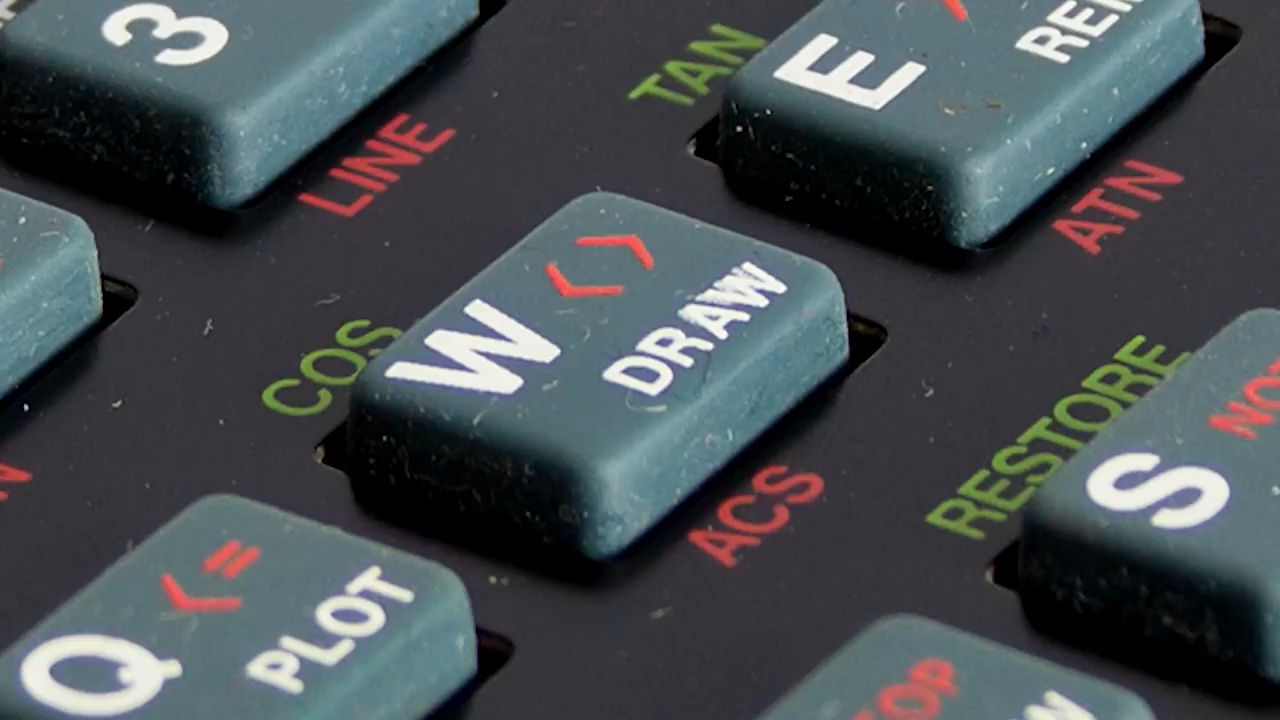 3
LINE
TAN
E
ATN
COS
W
<>
DRAW
ACS
RESTORE
S
Q
<=
PLOT